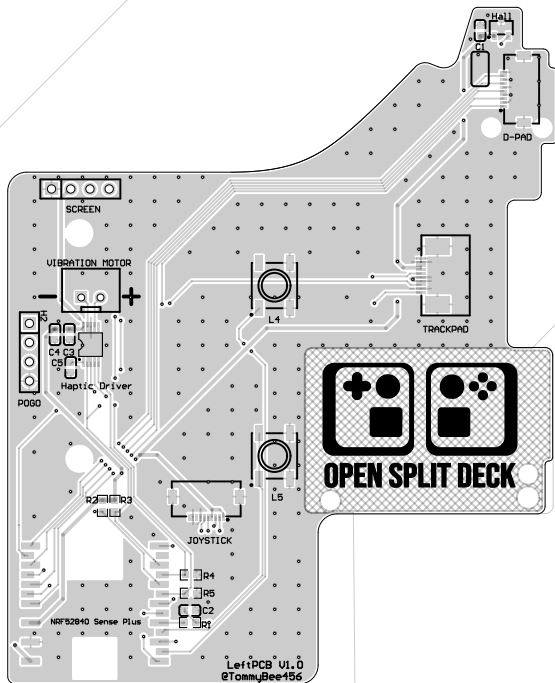 Hall
C1
D-PAD
SCREEN
VIBRATION MOTOR
- +
H2
L4
TRACKPAD
C4 C3
C5
Haptic Driver
POGO
OPEN SPLIT DECK
L5
R2 R3
JOYSTICK
R4
R5
C2
NRF52840 Sense Plus
R1
LeftPCB V1.0
@TommyBee456